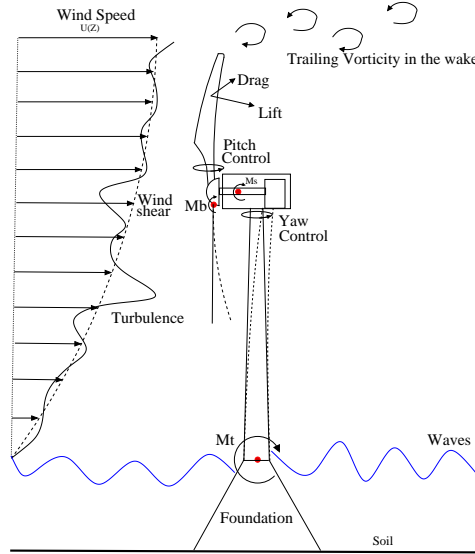 Wind Speed
U(Z)
Trailing Vorticity in the wake
Drag
Lift
Pitch
Control
Ms
Mb
Wind
shear
Yaw
Control
Turbulence
Mt
Waves
Foundation
Soil